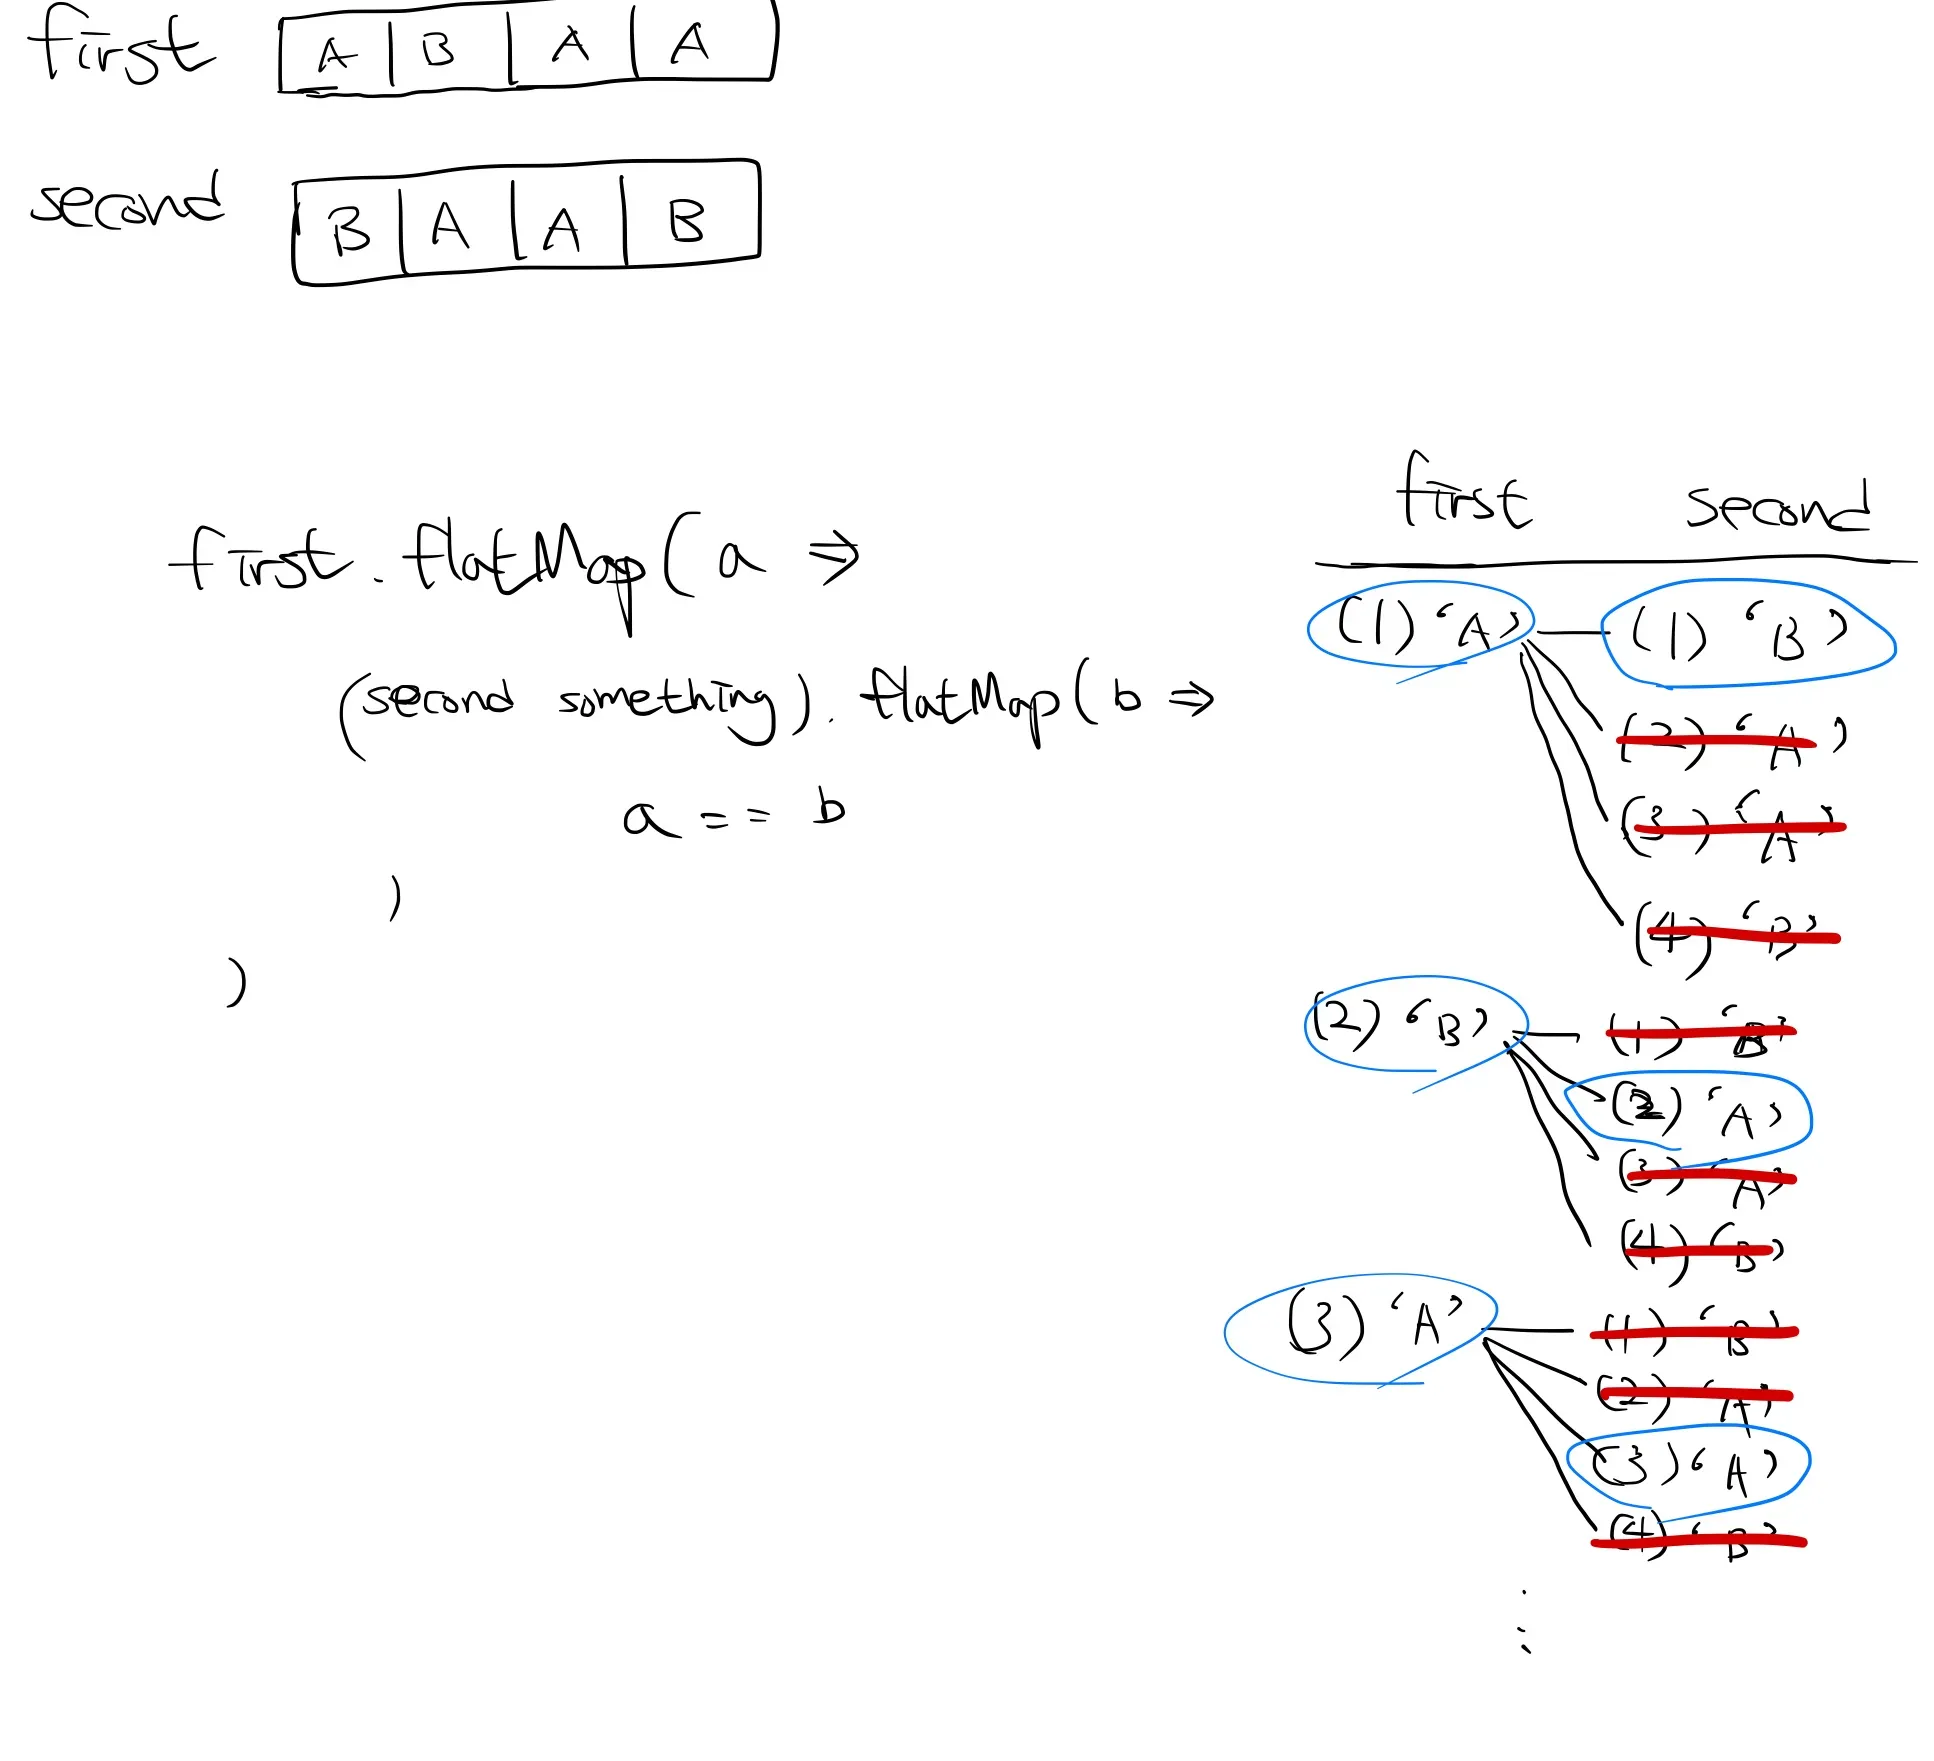 first A B A A
second B A A B
first.flatMap(a ⇒
(second something).flatMap(b ⇒
a == b
)
)
first second
(1) ‘A’ (1) ‘B’
(2) ‘A’
(3) ‘A’
(4) ‘B’
(2) ‘B’ (1) ‘B’
(2) ‘A’
(3) ‘A’
(4) ‘B’
(3) ‘A’ (1) ‘B’
(2) ‘A’
(3) ‘A’
(4) ‘B’
⋮